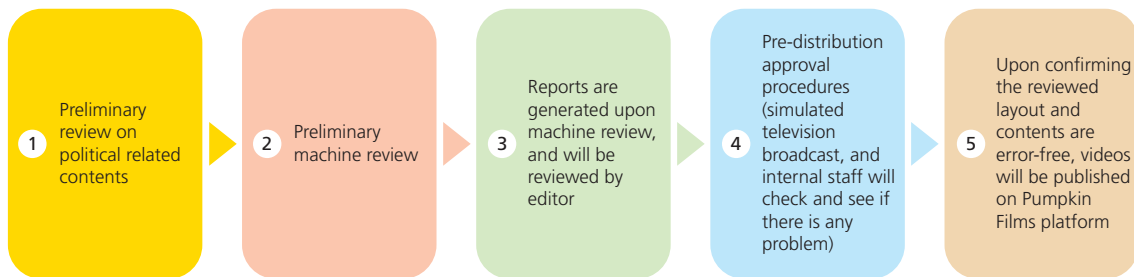 1
Preliminary
review on
political related
contents
2
Preliminary
machine review
3
Reports are
generated upon
machine review,
and will be
reviewed by
editor
4
Pre-distribution
approval
procedures
(simulated
television
broadcast, and
internal staff will
check and see if
there is any
problem)
5
Upon confirming
the reviewed
layout and
contents are
error-free, videos
will be published
on Pumpkin
Films platform